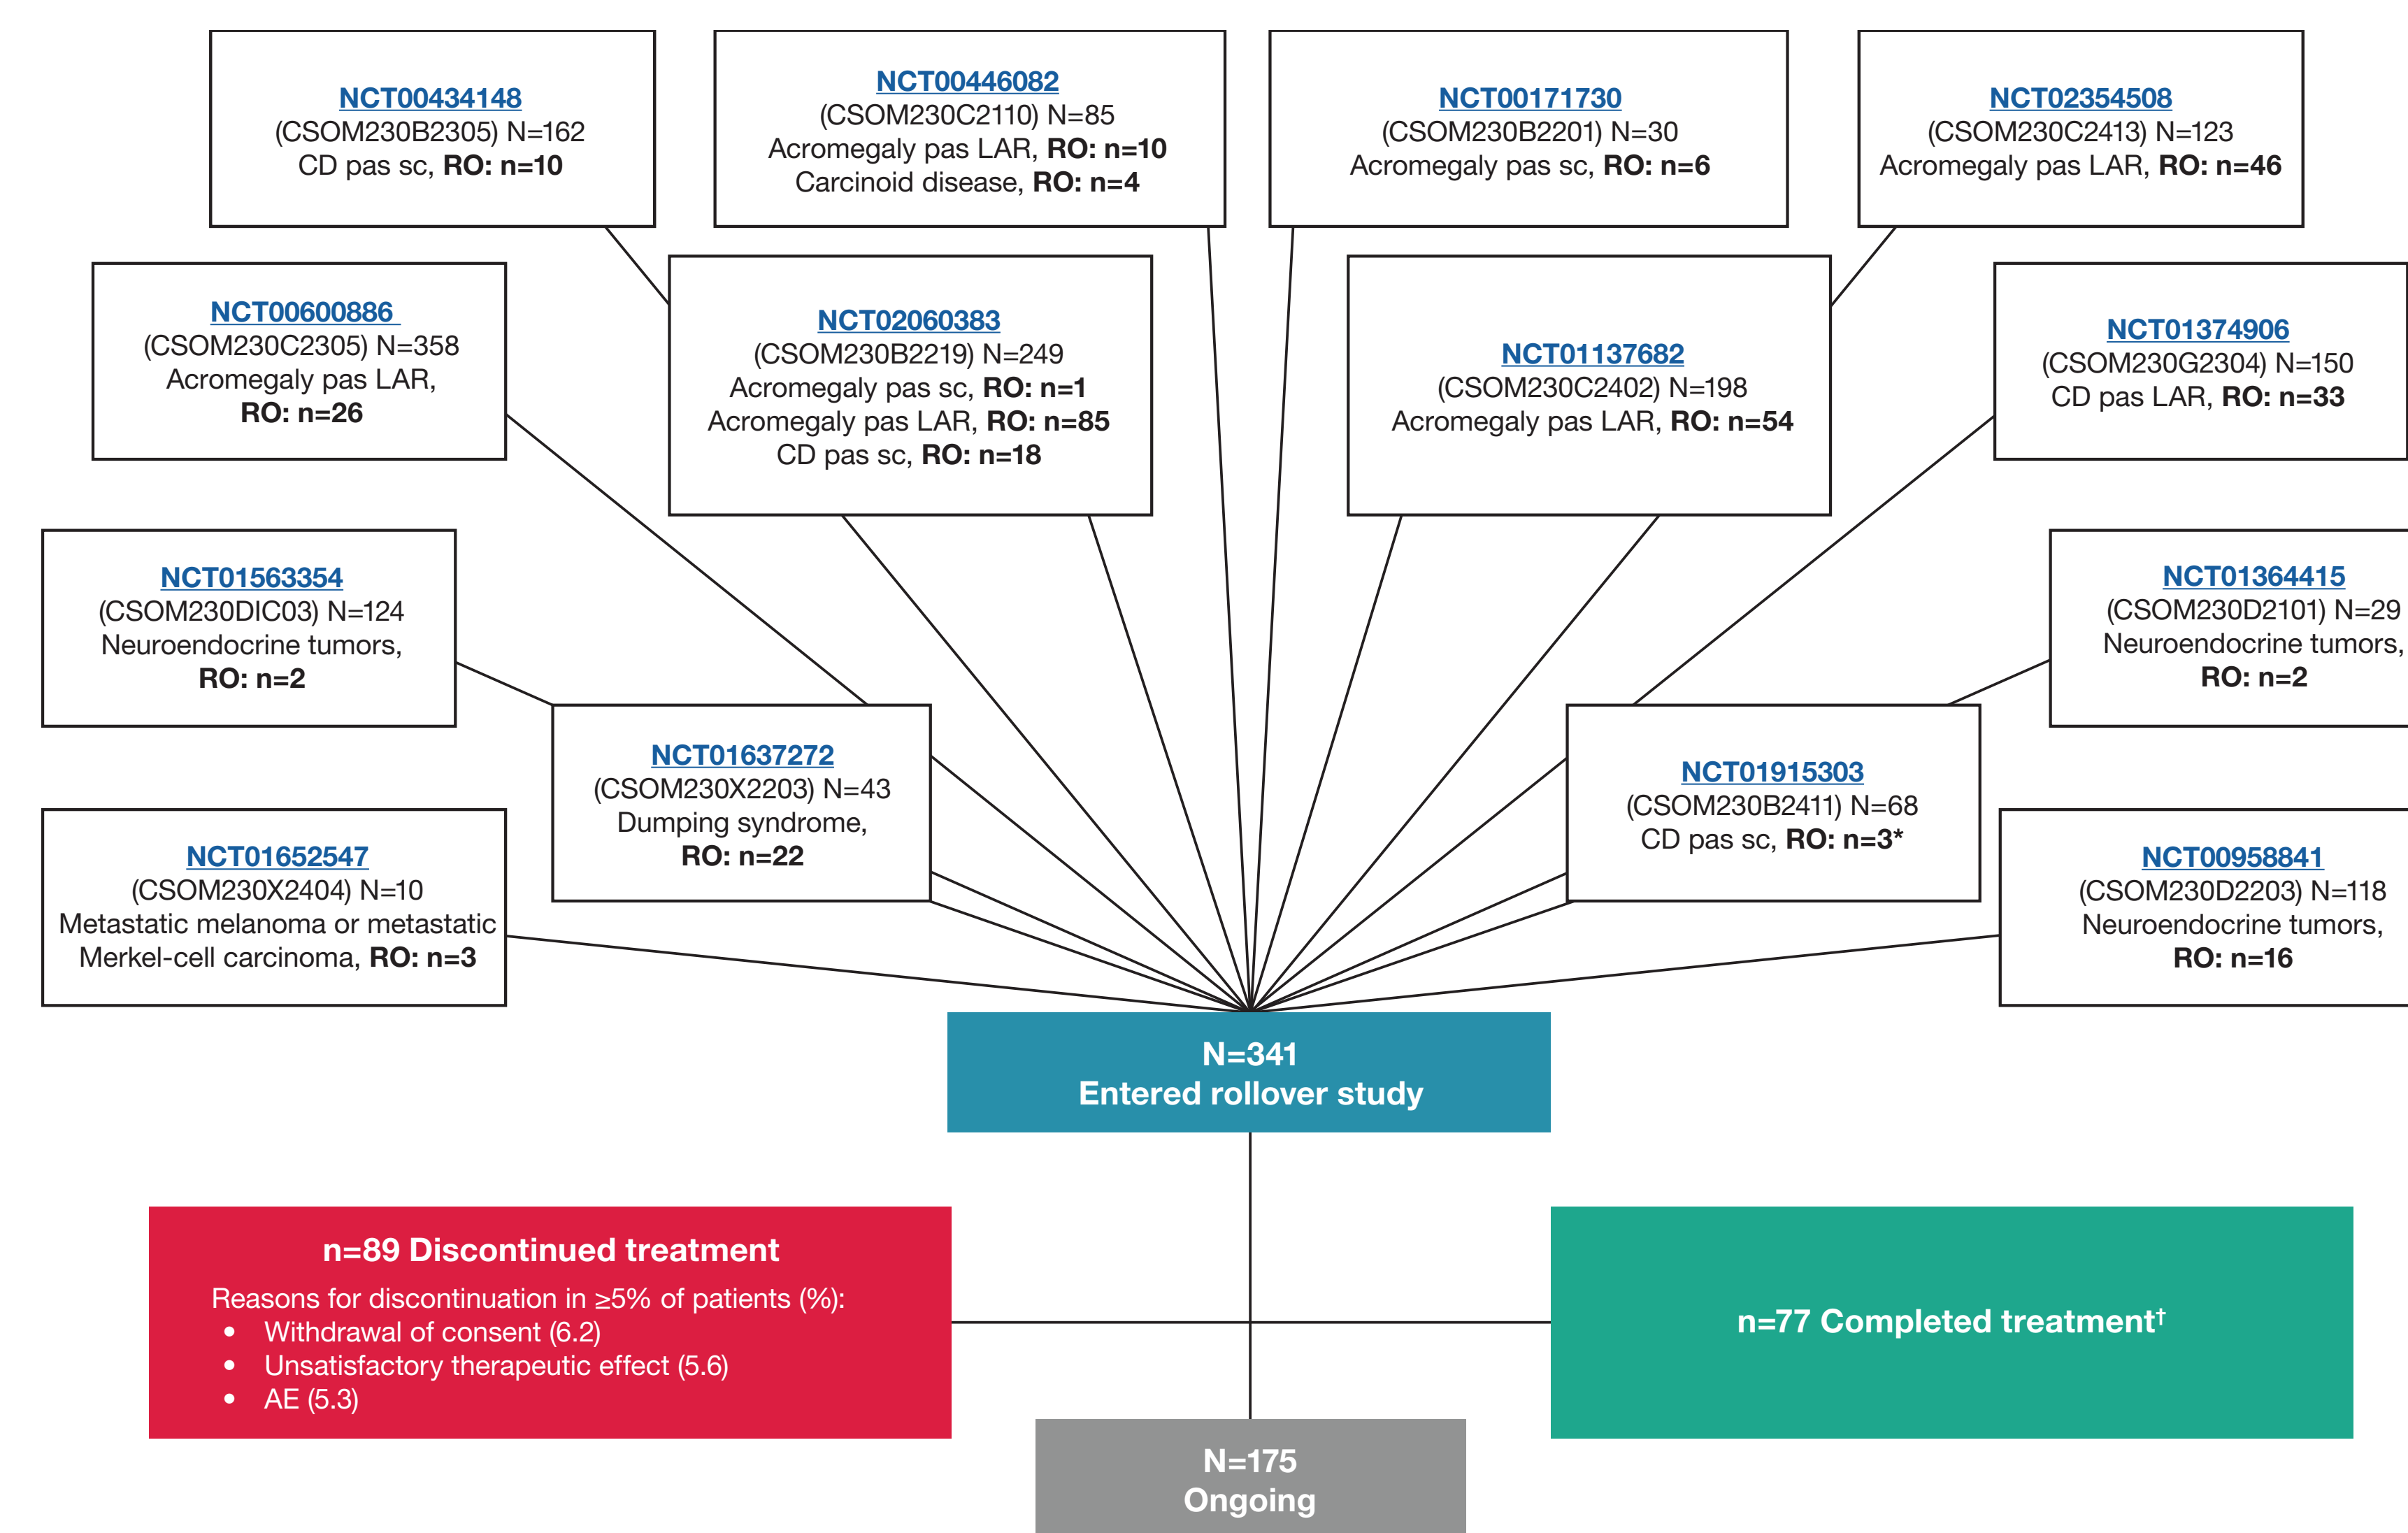 NCT00434148
(CSOM230B2305) N=162
CD pas sc, RO: n=10
NCT00446082
(CSOM230C2110) N=85
Acromegaly pas LAR, RO: n=10
Carcinoid disease, RO: n=4
NCT00171730
(CSOM230B2201) N=30
Acromegaly pas sc, RO: n=6
NCT02354508
(CSOM230C2413) N=123
Acromegaly pas LAR, RO: n=46
NCT00600886
(CSOM230C2305) N=358
Acromegaly pas LAR,
RO: n=26
NCT02060383
(CSOM230B2219) N=249
Acromegaly pas sc, RO: n=1
Acromegaly pas LAR, RO: n=85
CD pas sc, RO: n=18
NCT01137682
(CSOM230C2402) N=198
Acromegaly pas LAR, RO: n=54
NCT01374906
(CSOM230G2304) N=150
CD pas LAR, RO: n=33
NCT01563354
(CSOM230DIC03) N=124
Neuroendocrine tumors,
RO: n=2
NCT01364415
(CSOM230D2101) N=29
Neuroendocrine tumors,
RO: n=2
NCT01637272
(CSOM230X2203) N=43
Dumping syndrome,
RO: n=22
NCT01915303
(CSOM230B2411) N=68
CD pas sc, RO: n=3*
NCT01652547
(CSOM230X2404) N=10
Metastatic melanoma or metastatic
Merkel-cell carcinoma, RO: n=3
NCT00958841
(CSOM230D2203) N=118
Neuroendocrine tumors,
RO: n=16
N=341
Entered rollover study
n=89 Discontinued treatment
Reasons for discontinuation in ≥5% of patients (%):
• Withdrawal of consent (6.2)
• Unsatisfactory therapeutic effect (5.6)
• AE (5.3)
n=77 Completed treatment†
N=175
Ongoing